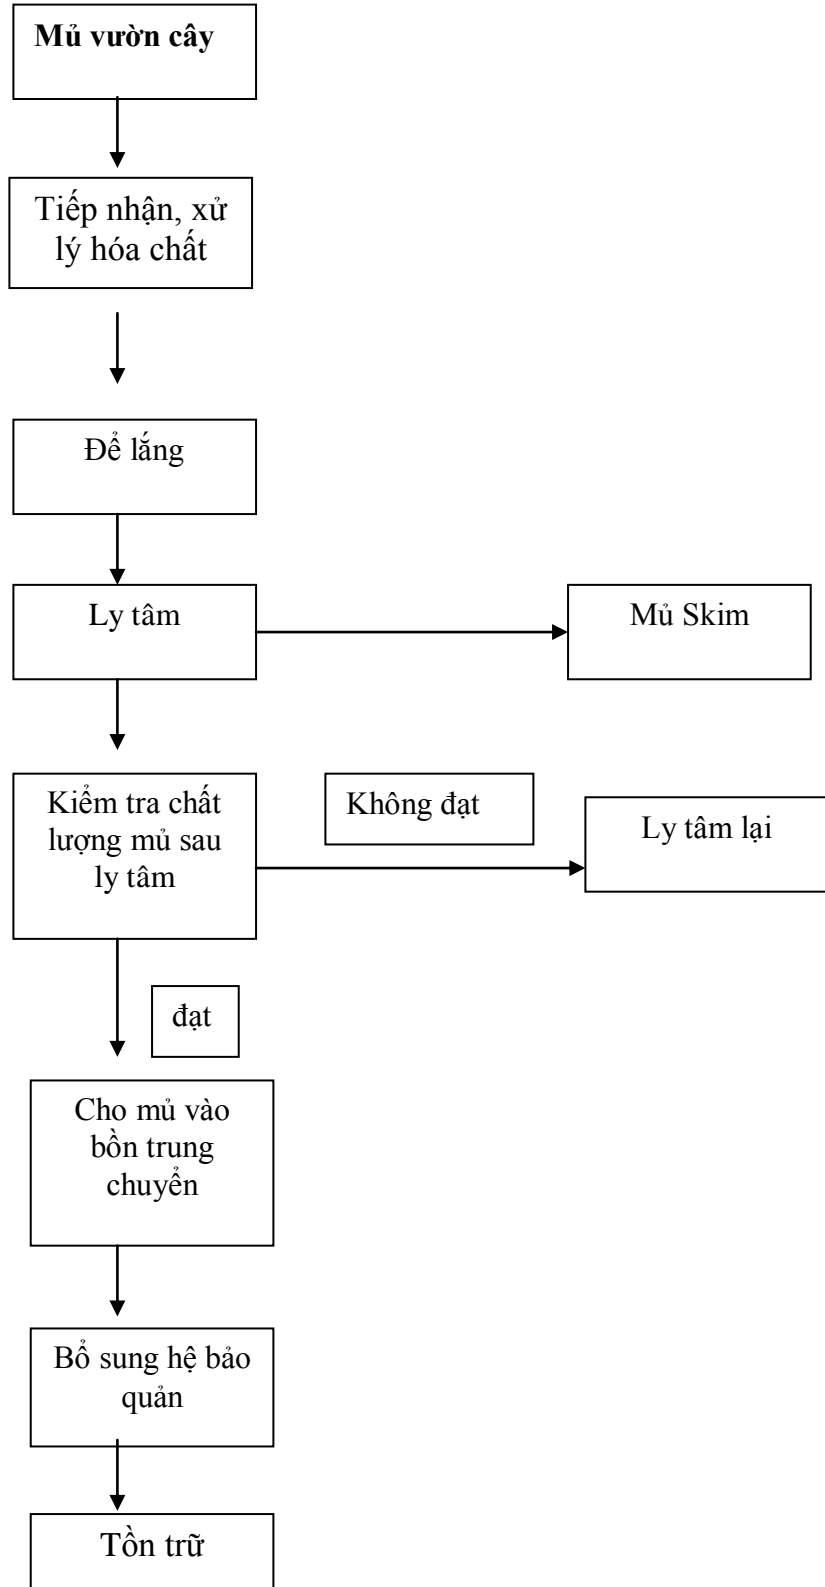 Mủ vườn cây
Tiếp nhận, xử
lý hóa chất
Để lắng
Ly tâm
Mủ Skim
Kiểm tra chất
lượng mủ sau
ly tâm
Không đạt
Ly tâm lại
đạt
Cho mủ vào
bồn trung
chuyển
Bổ sung hệ bảo
quản
Tồn trữ